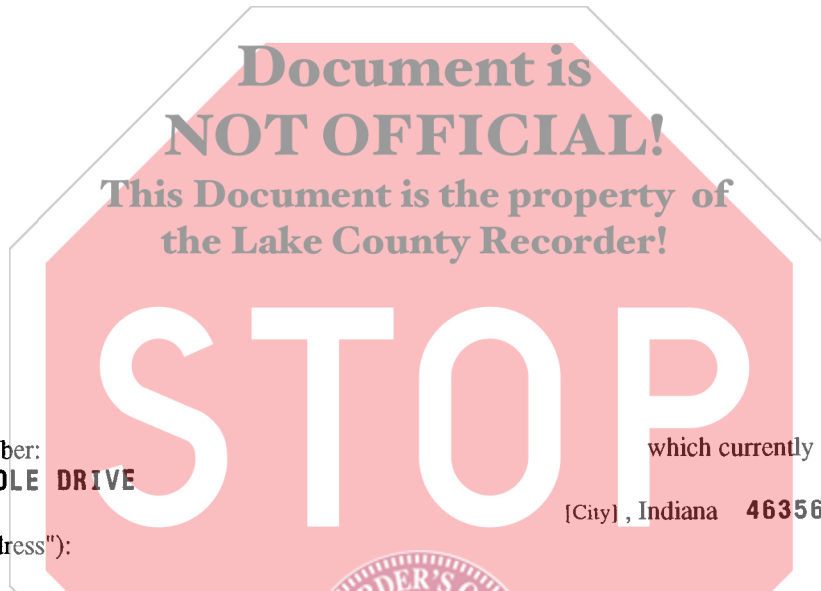 Document is
NOT OFFICIAL!
This Document is the property of
the Lake County Recorder!
STOP
ber: which currently
OLE DRIVE
[City] , Indiana 46356
dress"):
DER'S O